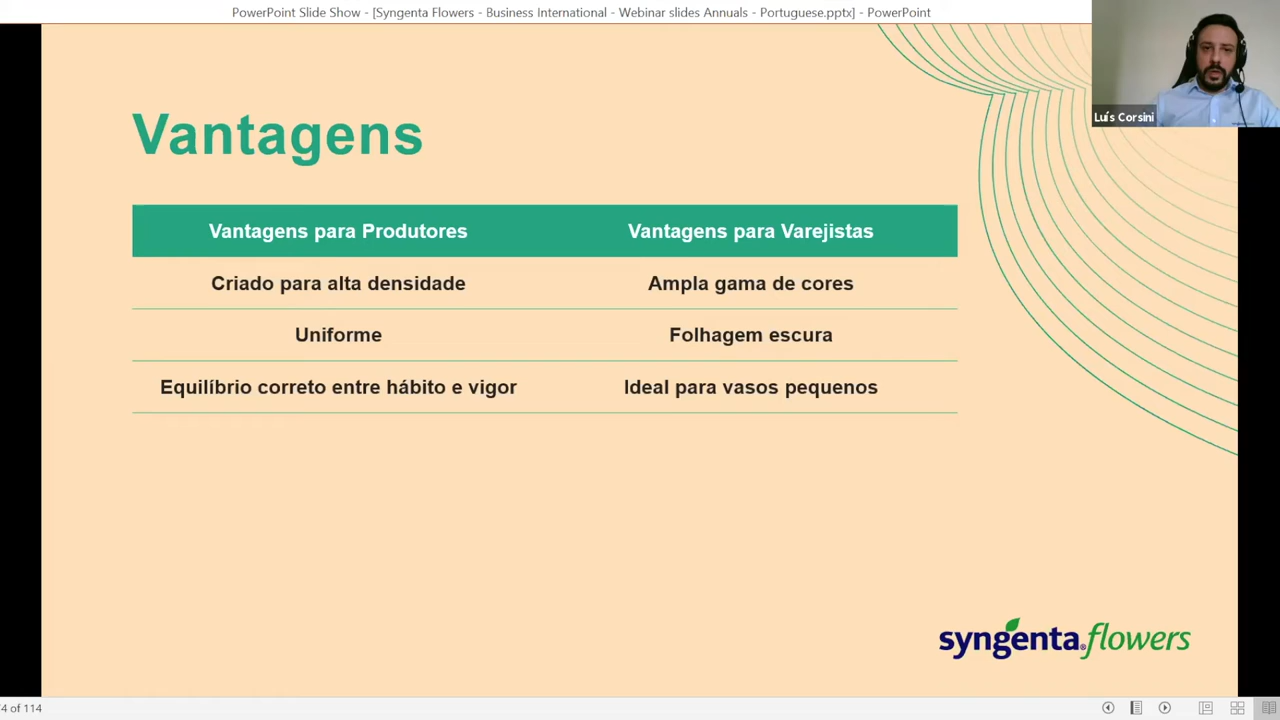 PowerPoint Slide Show - [Syngenta Flowers - Business International - Webinar slides Annuals - Portuguese.pptx] - PowerPoint
Luís Corsini
Vantagens
Vantagens para Produtores Vantagens para Varejistas
Criado para alta densidade Ampla gama de cores
Uniforme Folhagem escura
Equilíbrio correto entre hábito e vigor Ideal para vasos pequenos
syngenta® flowers
4 of 114